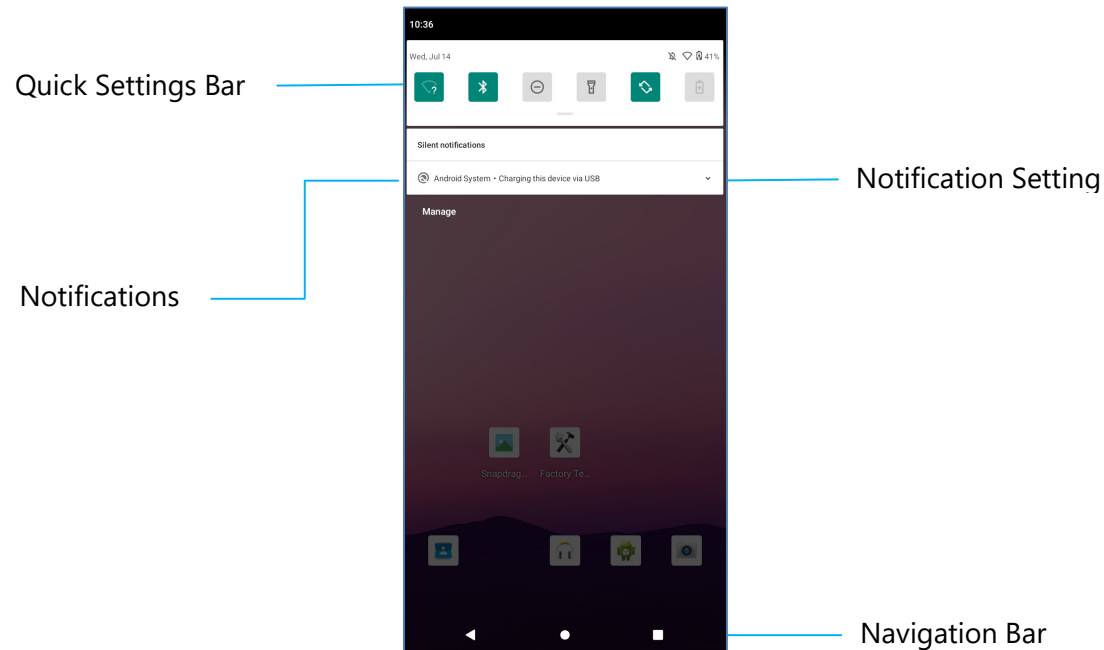 10:36
Wed, Jul 14
41%
Quick Settings Bar
?
Silent notifications
Android System • Charging this device via USB
Notification Setting
Manage
Notifications
Snapdrag...
Factory Te...
Navigation Bar